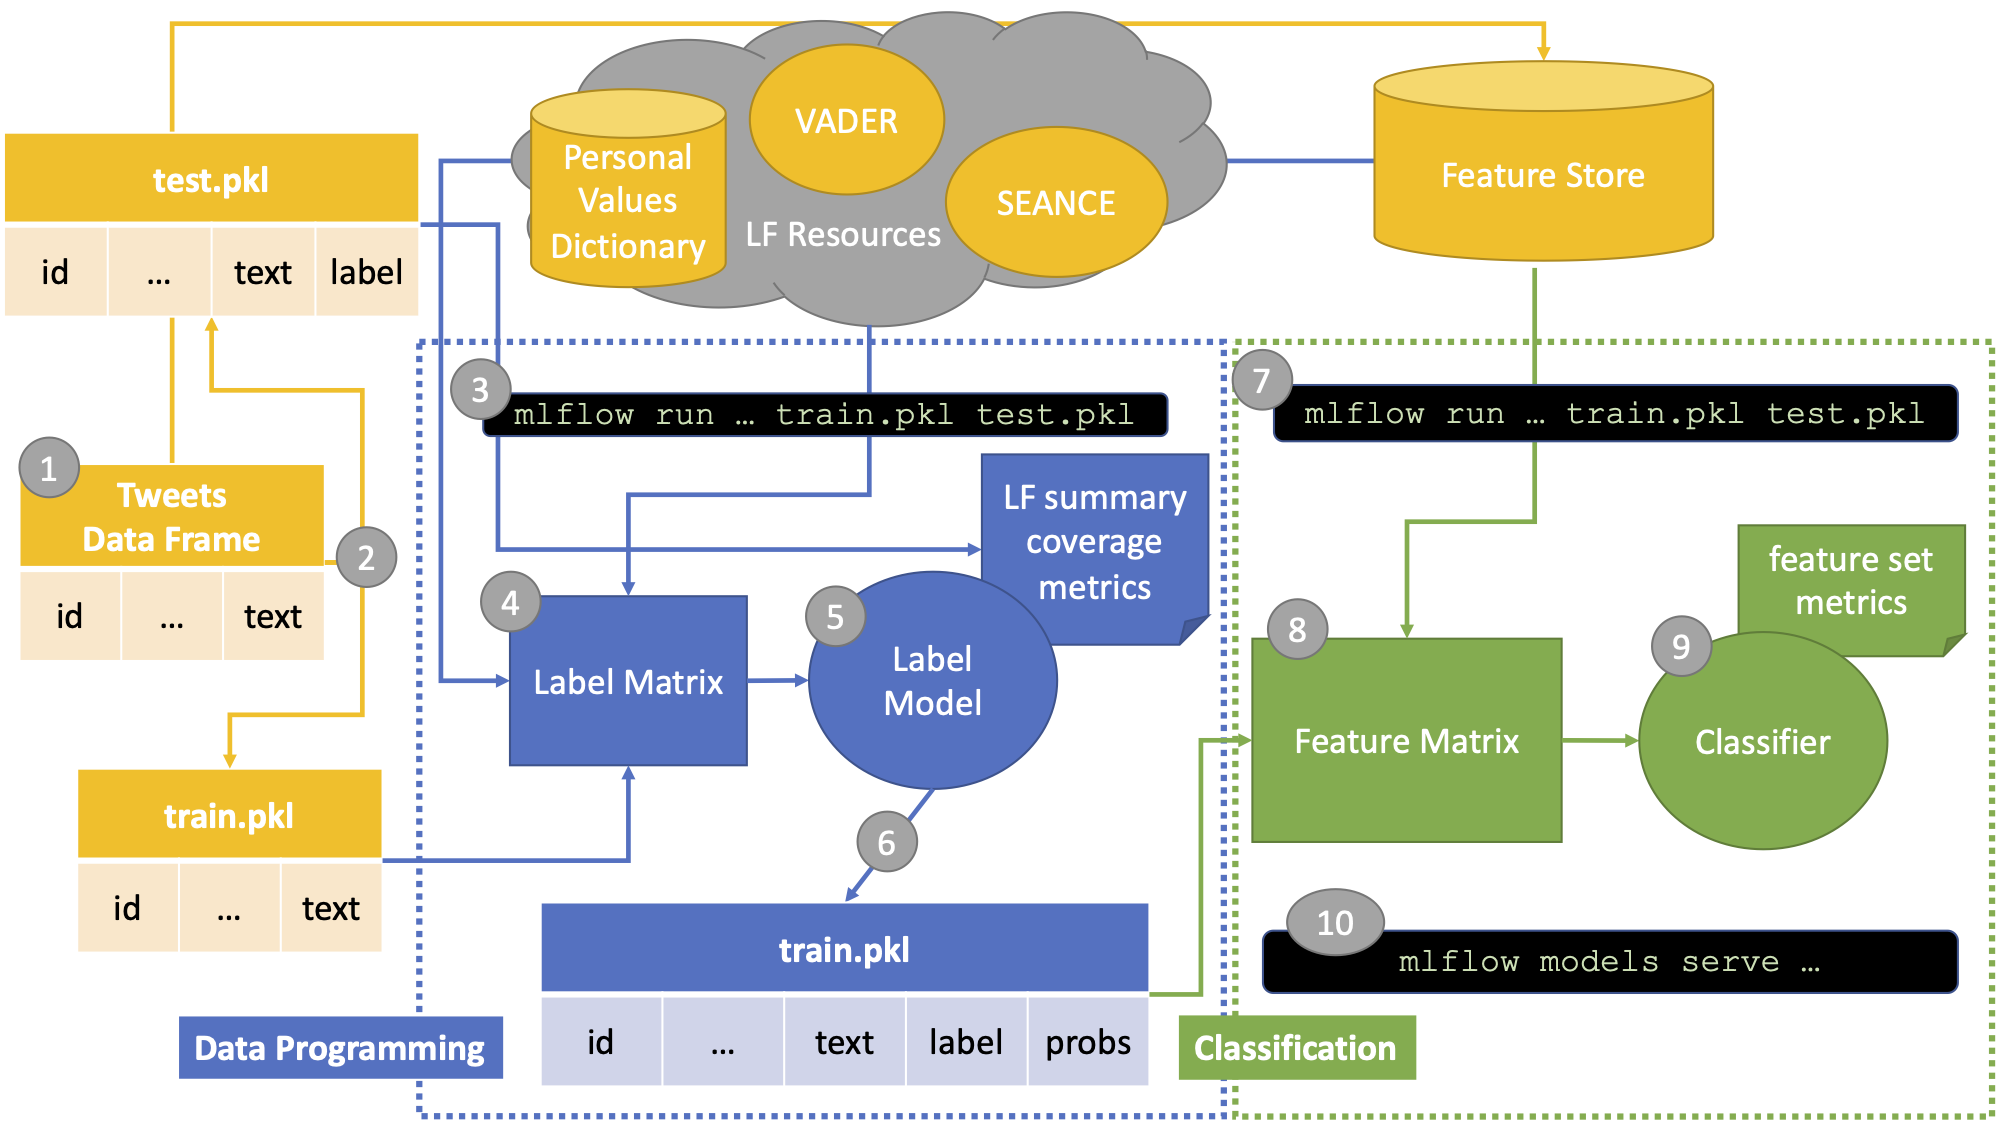 test.pkl
id … text label
Personal
Values
Dictionary
VADER
SEANCE
LF Resources
Feature Store
1
Tweets
Data Frame
id … text
2
train.pkl
id … text
3
mlflow run … train.pkl test.pkl
LF summary
coverage
metrics
4
Label Matrix
5
Label
Model
6
train.pkl
id … text label probs
Data Programming
7
mlflow run … train.pkl test.pkl
feature set
metrics
8
Feature Matrix
9
Classifier
10
mlflow models serve …
Classification